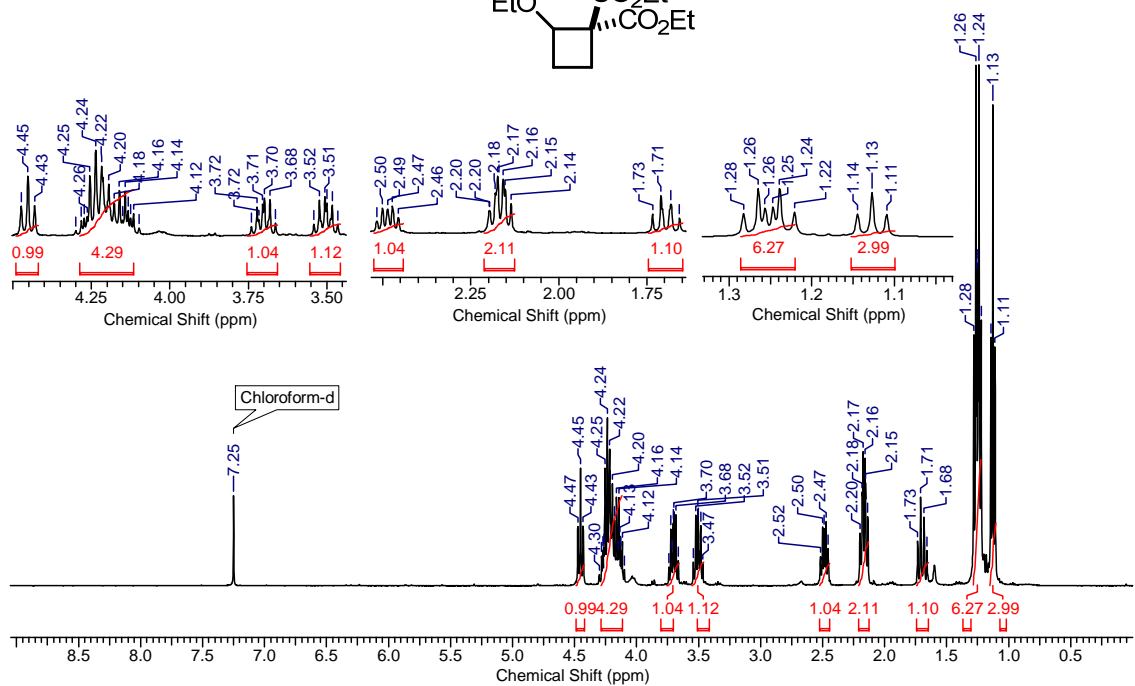 EtO CO2Et
CO2Et
4.45 4.43 4.26 4.25 4.24 4.22 4.20 4.18 4.16 4.14 4.12 3.72 3.72 3.71 3.70 3.68 3.52 3.51
0.99 4.29 1.04 1.12
4.25 4.00 3.75 3.50
Chemical Shift (ppm)
2.50 2.49 2.47 2.46 2.20 2.20 2.18 2.17 2.16 2.15 2.14 1.73 1.71
1.04 2.11 1.10
2.25 2.00 1.75
Chemical Shift (ppm)
1.28 1.26 1.26 1.25 1.24 1.22 1.14 1.13 1.11
6.27 2.99
1.3 1.2 1.1
Chemical Shift (ppm)
1.26 1.24 1.13
1.28 1.11
Chloroform-d
7.25
4.47 4.45 4.43 4.30 4.25 4.24 4.22 4.20 4.16 4.14 4.13 4.12 3.70 3.68 3.52 3.51 3.47 2.52 2.50 2.47 2.20 2.18 2.17 2.16 2.15 1.73 1.71 1.68
0.99 4.29 1.04 1.12 1.04 2.11 1.10 6.27 2.99
8.5 8.0 7.5 7.0 6.5 6.0 5.5 5.0 4.5 4.0 3.5 3.0 2.5 2.0 1.5 1.0 0.5
Chemical Shift (ppm)